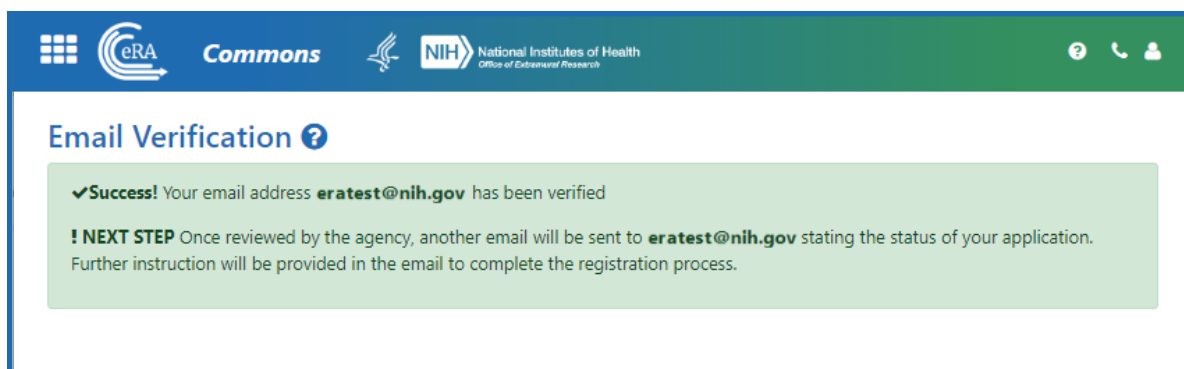 eRA Commons NIH National Institutes of Health
Office of Extramural Research
Email Verification
Success! Your email address eratest@nih.gov has been verified
! NEXT STEP Once reviewed by the agency, another email will be sent to eratest@nih.gov stating the status of your application.
Further instruction will be provided in the email to complete the registration process.